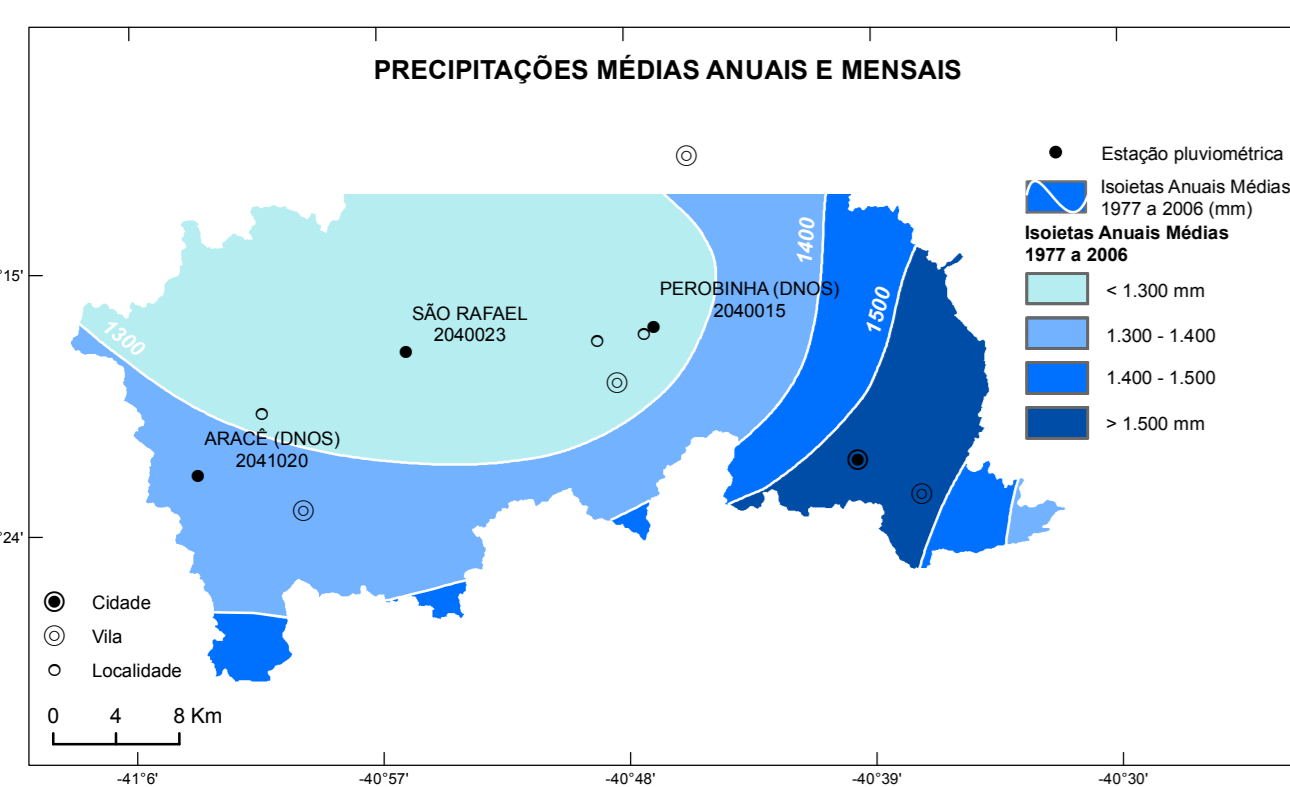 PRECIPITAÇÕES MÉDIAS ANUAIS E MENSAIS
Estação pluviométrica
Isoietas Anuais Médias
1977 a 2006 (mm)
Isoietas Anuais Médias
1977 a 2006
< 1.300 mm
1.300 - 1.400
1.400 - 1.500
> 1.500 mm
1400
1500
1300
°15'
PEROBINHA (DNOS)
2040015
SÃO RAFAEL
2040023
ARACÊ (DNOS)
2041020
°24'
Cidade
Vila
Localidade
0 4 8 Km
-41°6' -40°57' -40°48' -40°39' -40°30'